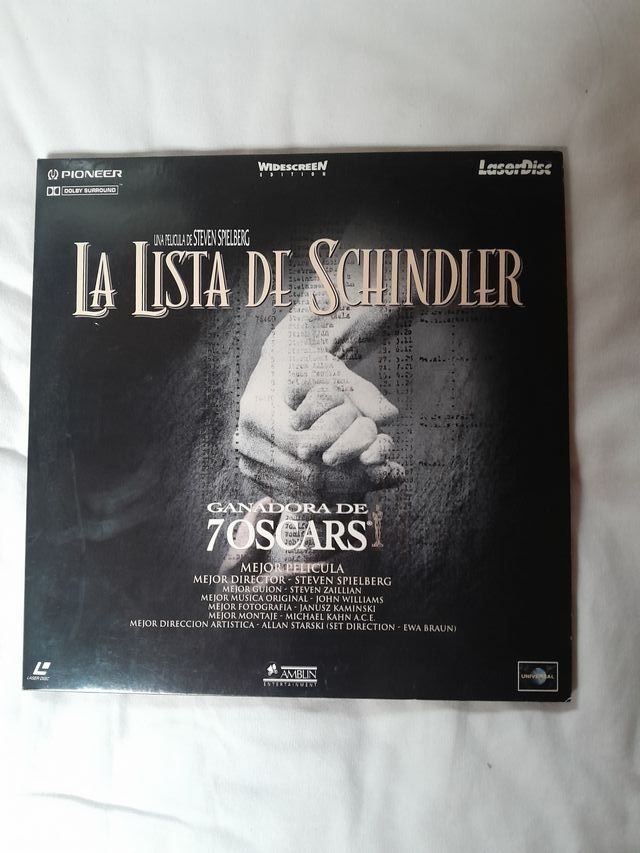 PIONEER
WIDESCREEN
EDITION
LaserDisc
DOLBY SURROUND
UNA PELICULA DE STEVEN SPIELBERG
LA LISTA DE SCHINDLER
GANADORA DE
7 OSCARS®
MEJOR PELICULA
MEJOR DIRECTOR - STEVEN SPIELBERG
MEJOR GUION - STEVEN ZAILLIAN
MEJOR MUSICA ORIGINAL - JOHN WILLIAMS
MEJOR FOTOGRAFIA - JANUSZ KAMINSKI
MEJOR MONTAJE - MICHAEL KAHN A.C.E.
MEJOR DIRECCION ARTISTICA - ALLAN STARSKI (SET DIRECTION - EWA BRAUN)
LASER DISC
AMBLIN
ENTERTAINMENT
UNIVERSAL